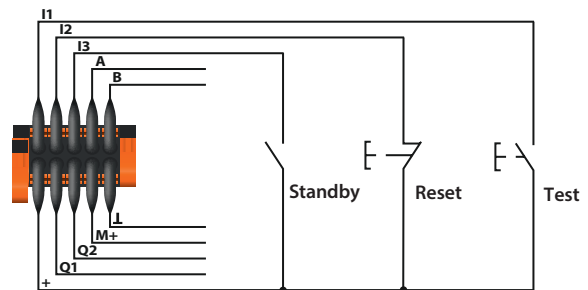 I1
I2
I3
A
B
Standby
Reset
Test
⊥
M+
Q2
Q1
+